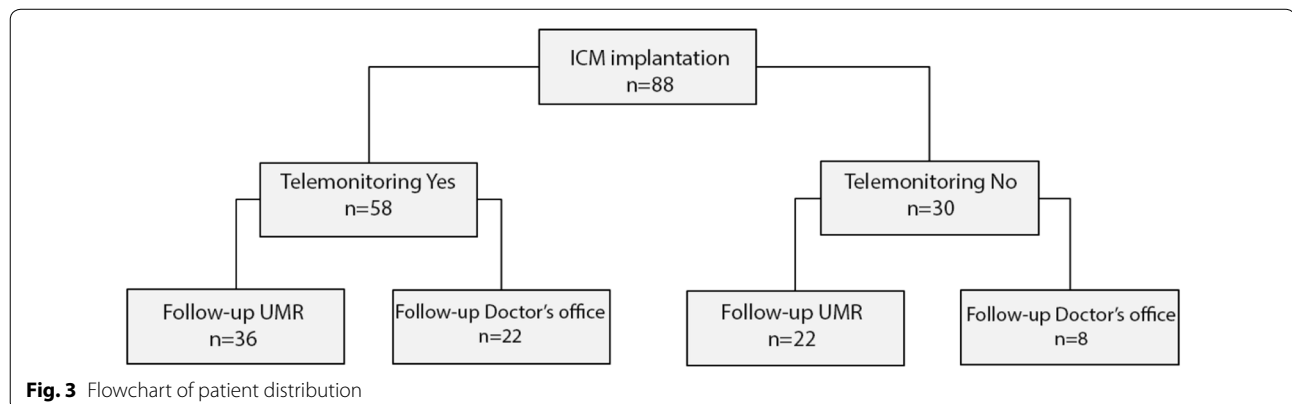 ICM implantation
n=88
Telemonitoring Yes
n=58
Telemonitoring No
n=30
Follow-up UMR
n=36
Follow-up Doctor's office
n=22
Follow-up UMR
n=22
Follow-up Doctor's office
n=8
Fig. 3 Flowchart of patient distribution